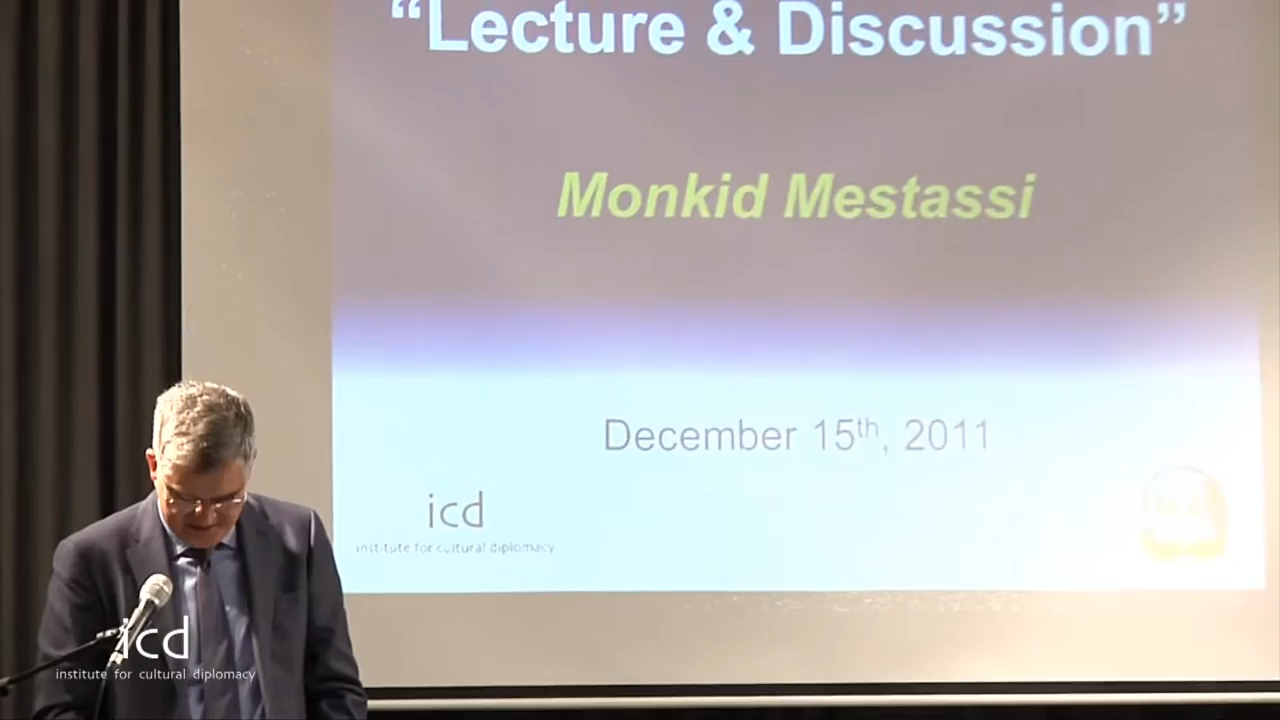 “Lecture & Discussion”
Monkid Mestassi
December 15th, 2011
icd
institute for cultural diplomacy
icd
institute for cultural diplomacy